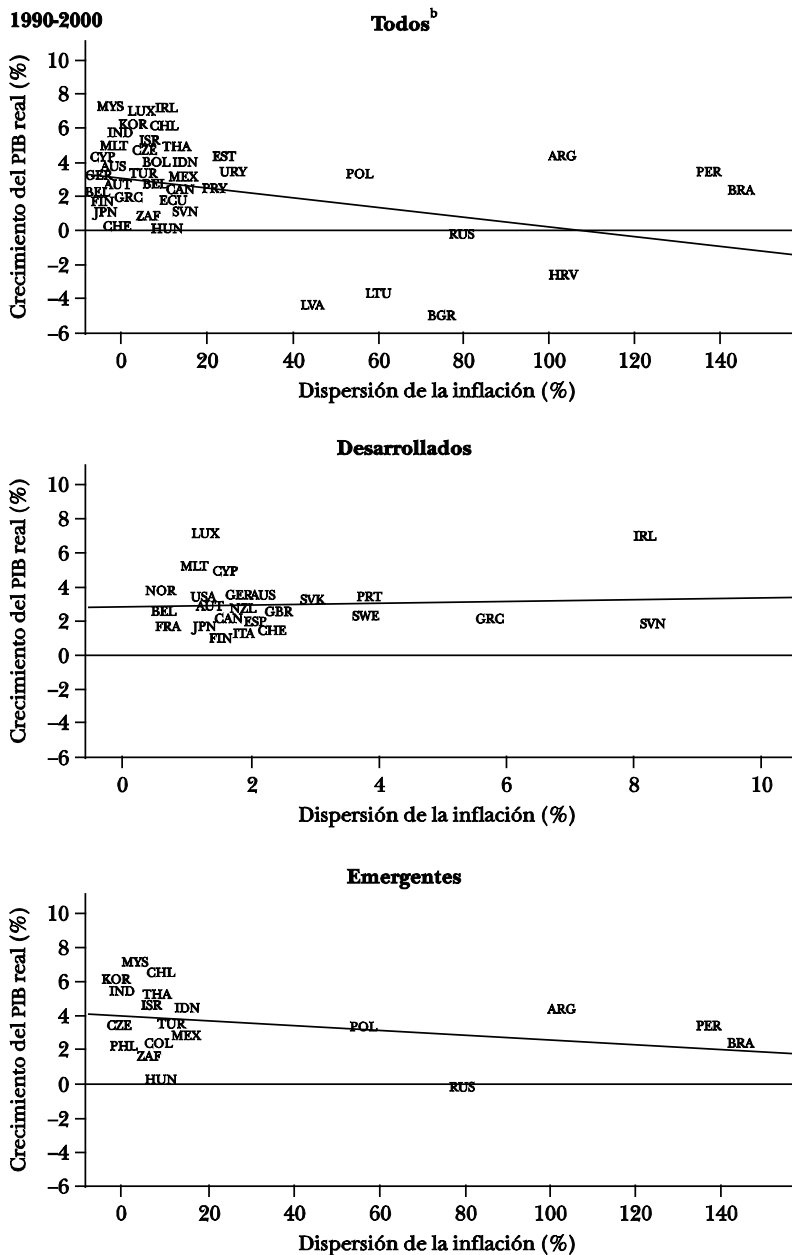 1990-2000
Todos b
Crecimiento del PIB real (%)
10
8
6
4
2
0
–2
–4
–6
MYS LUX IRL
KOR CHL
IND
ISR
MLT CZE THA
CYP BOL IDN EST
AUS
GER TUR MEX URY POL ARG PER
AUT BEL CAN PRY BRA
BEL
FIN GRC ECU
JPN ZAF SVN
CHE HUN RUS
HRV
LTU
LVA
BGR
0 20 40 60 80 100 120 140
Dispersión de la inflación (%)
Desarrollados
Crecimiento del PIB real (%)
10
8
6
4
2
0
–2
–4
–6
LUX IRL
MLT CYP
NOR USA GER AUS SVK PRT
BEL AUT NZL GBR SWE
FRA JPN CAN ESP GRC SVN
FIN ITA CHE
0 2 4 6 8 10
Dispersión de la inflación (%)
Emergentes
Crecimiento del PIB real (%)
10
8
6
4
2
0
–2
–4
–6
MYS CHL
KOR
IND THA
ISR IDN ARG
CZE TUR POL PER
MEX
PHL COL BRA
ZAF
HUN RUS
0 20 40 60 80 100 120 140
Dispersión de la inflación (%)